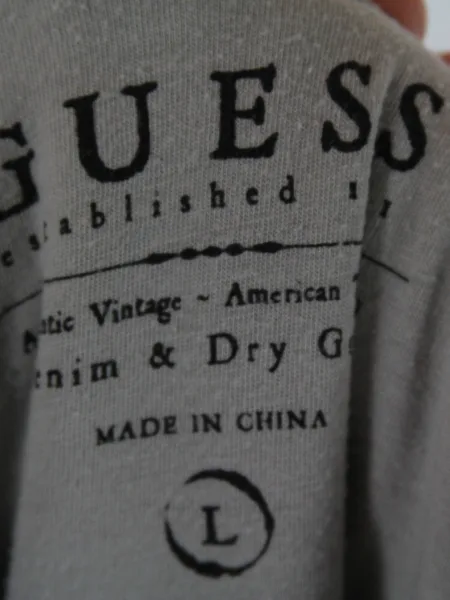 GUESS
established
Vintage ~ American
& Dry
MADE IN CHINA
L